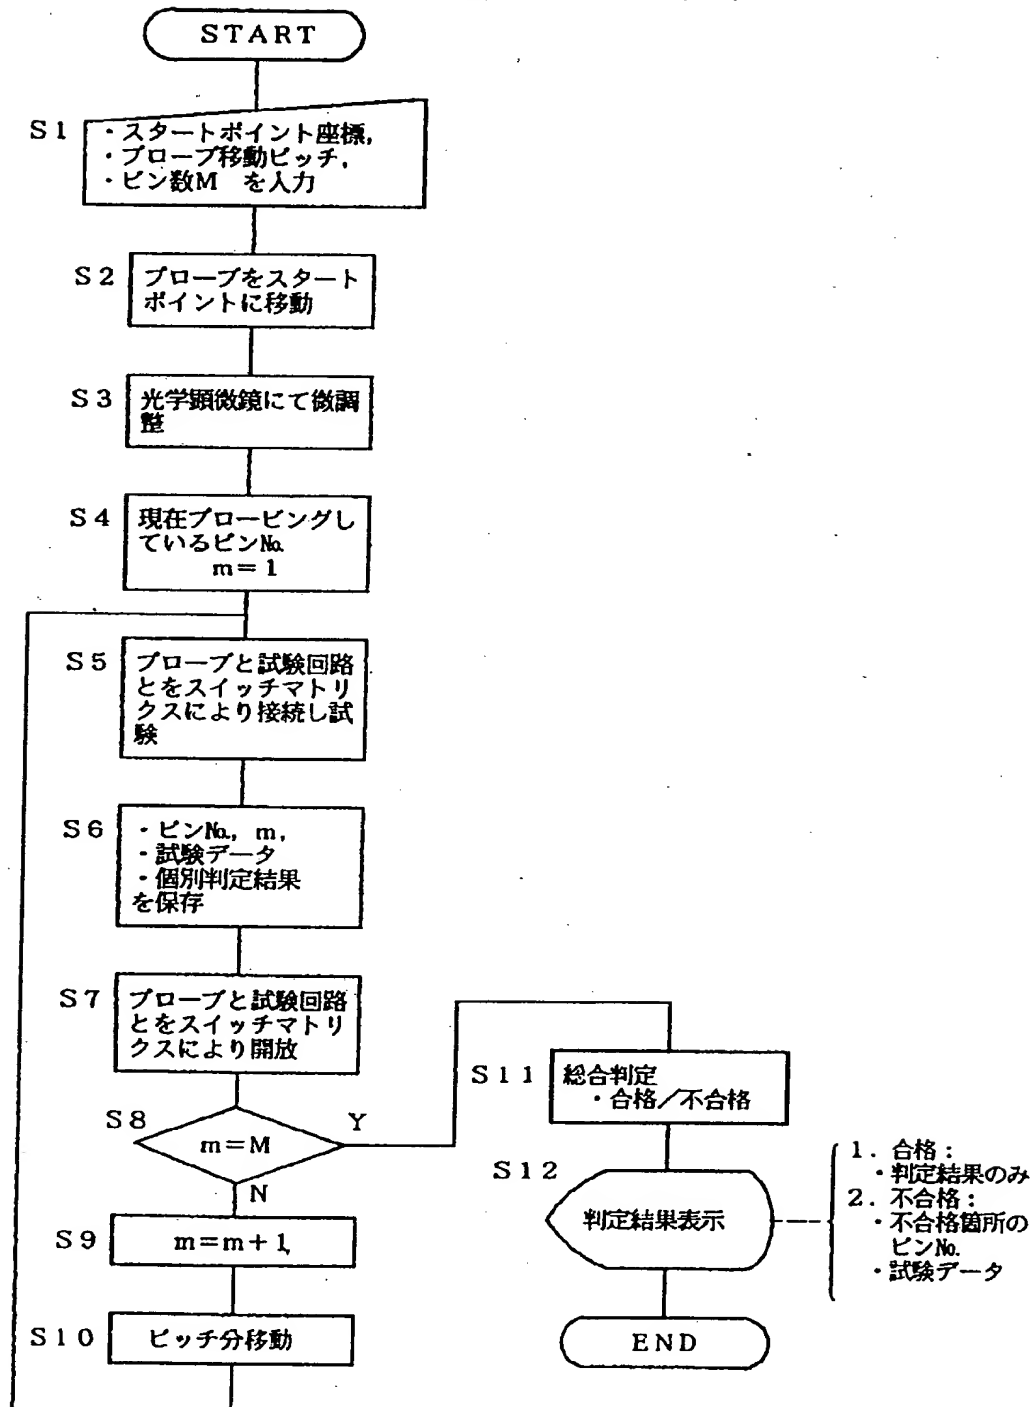 START
S1
・スタートポイント座標,
・プローブ移動ピッチ,
・ピン数M を入力
S2
プローブをスタート
ポイントに移動
S3
光学顕微鏡にて微調
整
S4
現在プロービングし
ているピン№
m=1
S5
プローブと試験回路
とをスイッチマトリ
クスにより接続し試
験
S6
・ピン№, m,
・試験データ
・個別判定結果
を保存
S7
プローブと試験回路
とをスイッチマトリ
クスにより開放
S8
m=M
Y
N
S9
m=m+1,
S10
ピッチ分移動
S11
総合判定
・合格/不合格
S12
判定結果表示
1. 合格:
・判定結果のみ
2. 不合格:
・不合格箇所の
ピン№.
・試験データ
END